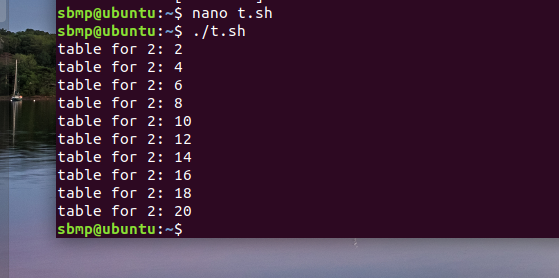 sbmp@ubuntu:~$ nano t.sh
sbmp@ubuntu:~$ ./t.sh
table for 2: 2
table for 2: 4
table for 2: 6
table for 2: 8
table for 2: 10
table for 2: 12
table for 2: 14
table for 2: 16
table for 2: 18
table for 2: 20
sbmp@ubuntu:~$